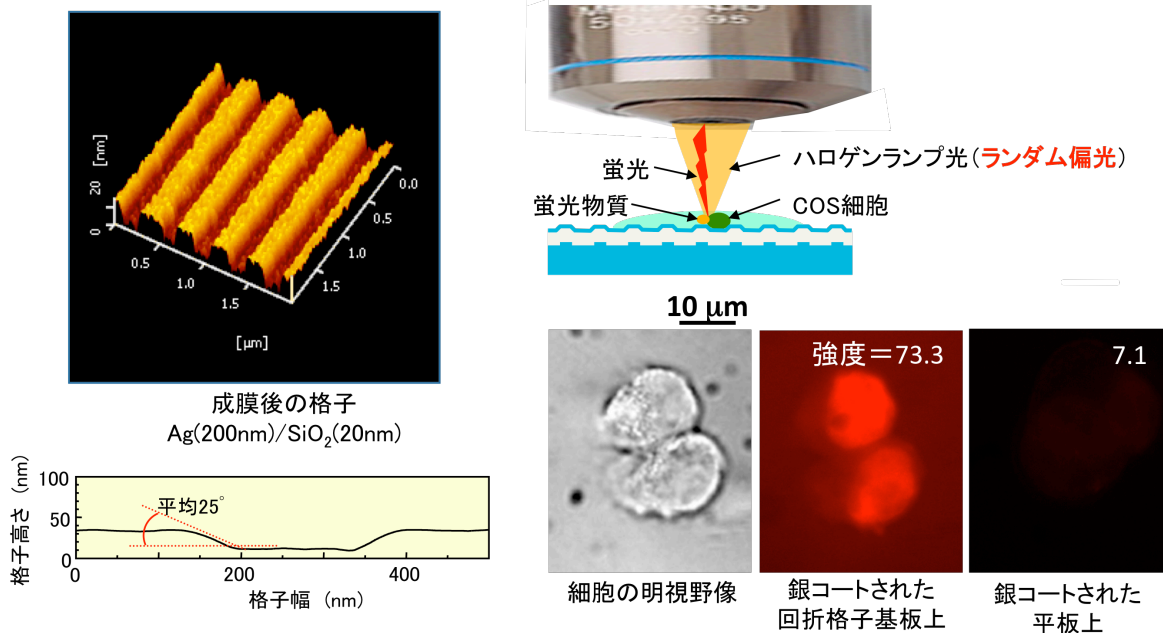 [nm]
20
0
0.5
1.0
1.5
[μm]
0.0
0.5
1.0
1.5
成膜後の格子
Ag(200nm)/SiO₂(20nm)
格子高さ (nm)
100
50
0
平均25°
0
200
400
格子幅 (nm)
50X/0.95
蛍光
ハロゲンランプ光(ランダム偏光)
蛍光物質
COS細胞
10 μm
強度＝73.3
7.1
細胞の明視野像
銀コートされた
回折格子基板上
銀コートされた
平板上